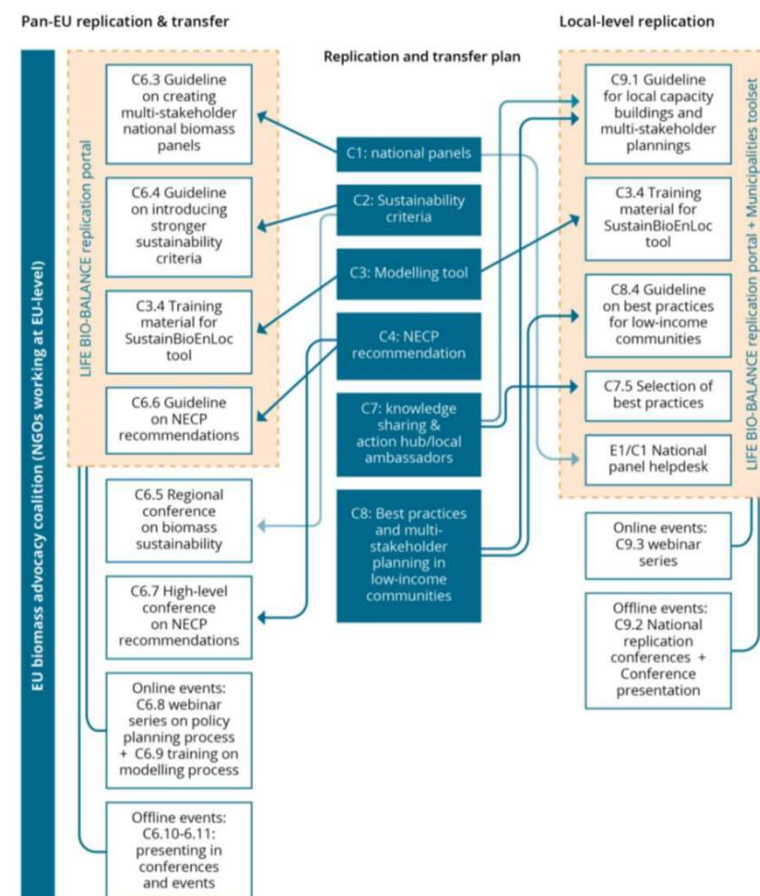 Pan-EU replication & transfer
Local-level replication
Replication and transfer plan
EU biomass advocacy coalition (NGOs working at EU-level)
LIFE BIO-BALANCE replication portal
C6.3 Guideline
on creating
multi-stakeholder
national biomass
panels
C6.4 Guideline
on introducing
stronger
sustainability
criteria
C3.4 Training
material for
SustainBioEnLoc
tool
C6.6 Guideline
on NECP
recommendations
C6.5 Regional
conference
on biomass
sustainability
C6.7 High-level
conference
on NECP
recommendations
Online events:
C6.8 webinar
series on policy
planning process
+ C6.9 training on
modelling process
Offline events:
C6.10-6.11:
presenting in
conferences
and events
C1: national panels
C2: Sustainability
criteria
C3: Modelling tool
C4: NECP
recommendation
C7: knowledge
sharing &
action hub/local
ambassadors
C8: Best practices
and multi-
stakeholder
planning in
low-income
communities
C9.1 Guideline
for local capacity
buildings and
multi-stakeholder
plannings
C3.4 Training
material for
SustainBioEnLoc
tool
C8.4 Guideline
on best practices
for low-income
communities
C7.5 Selection of
best practices
E1/C1 National
panel helpdesk
LIFE BIO-BALANCE replication portal + Municipalities toolset
Online events:
C9.3 webinar
series
Offline events:
C9.2 National
replication
conferences +
Conference
presentation